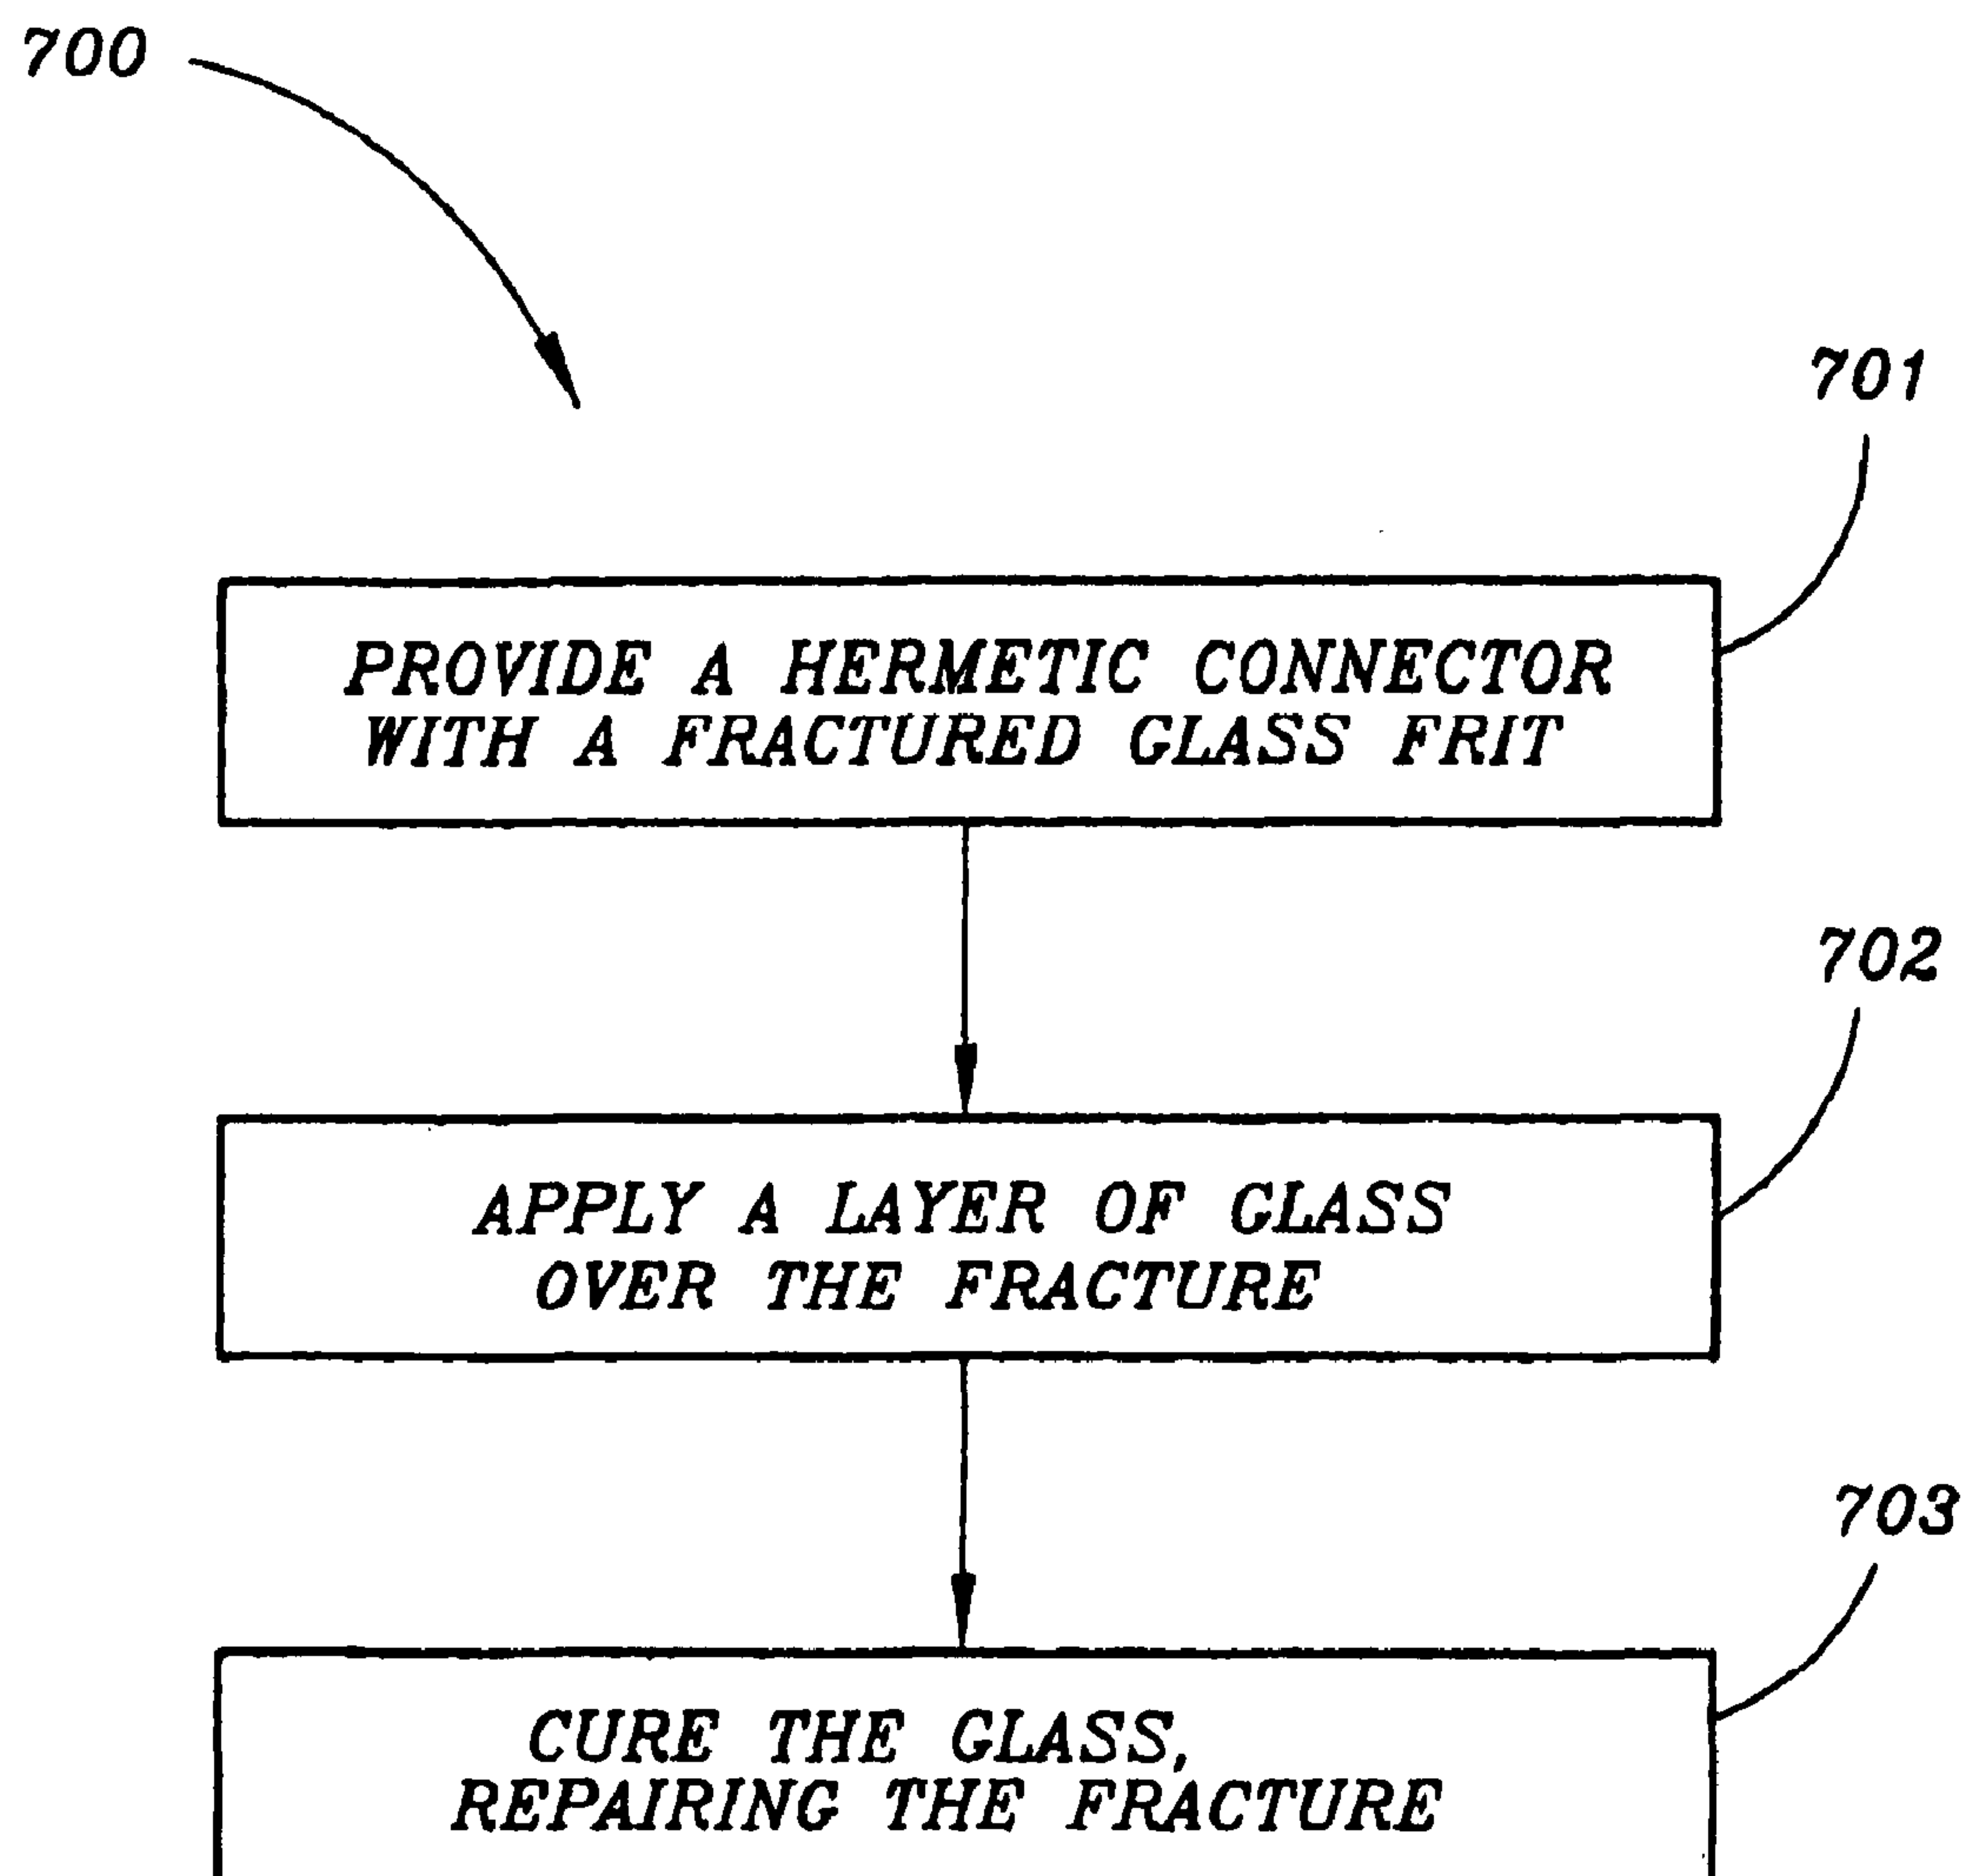 700
701
PROVIDE A HERMETIC CONNECTOR
WITH A FRACTURED GLASS FRIT
702
APPLY A LAYER OF GLASS
OVER THE FRACTURE
703
CURE THE GLASS,
REPAIRING THE FRACTURE